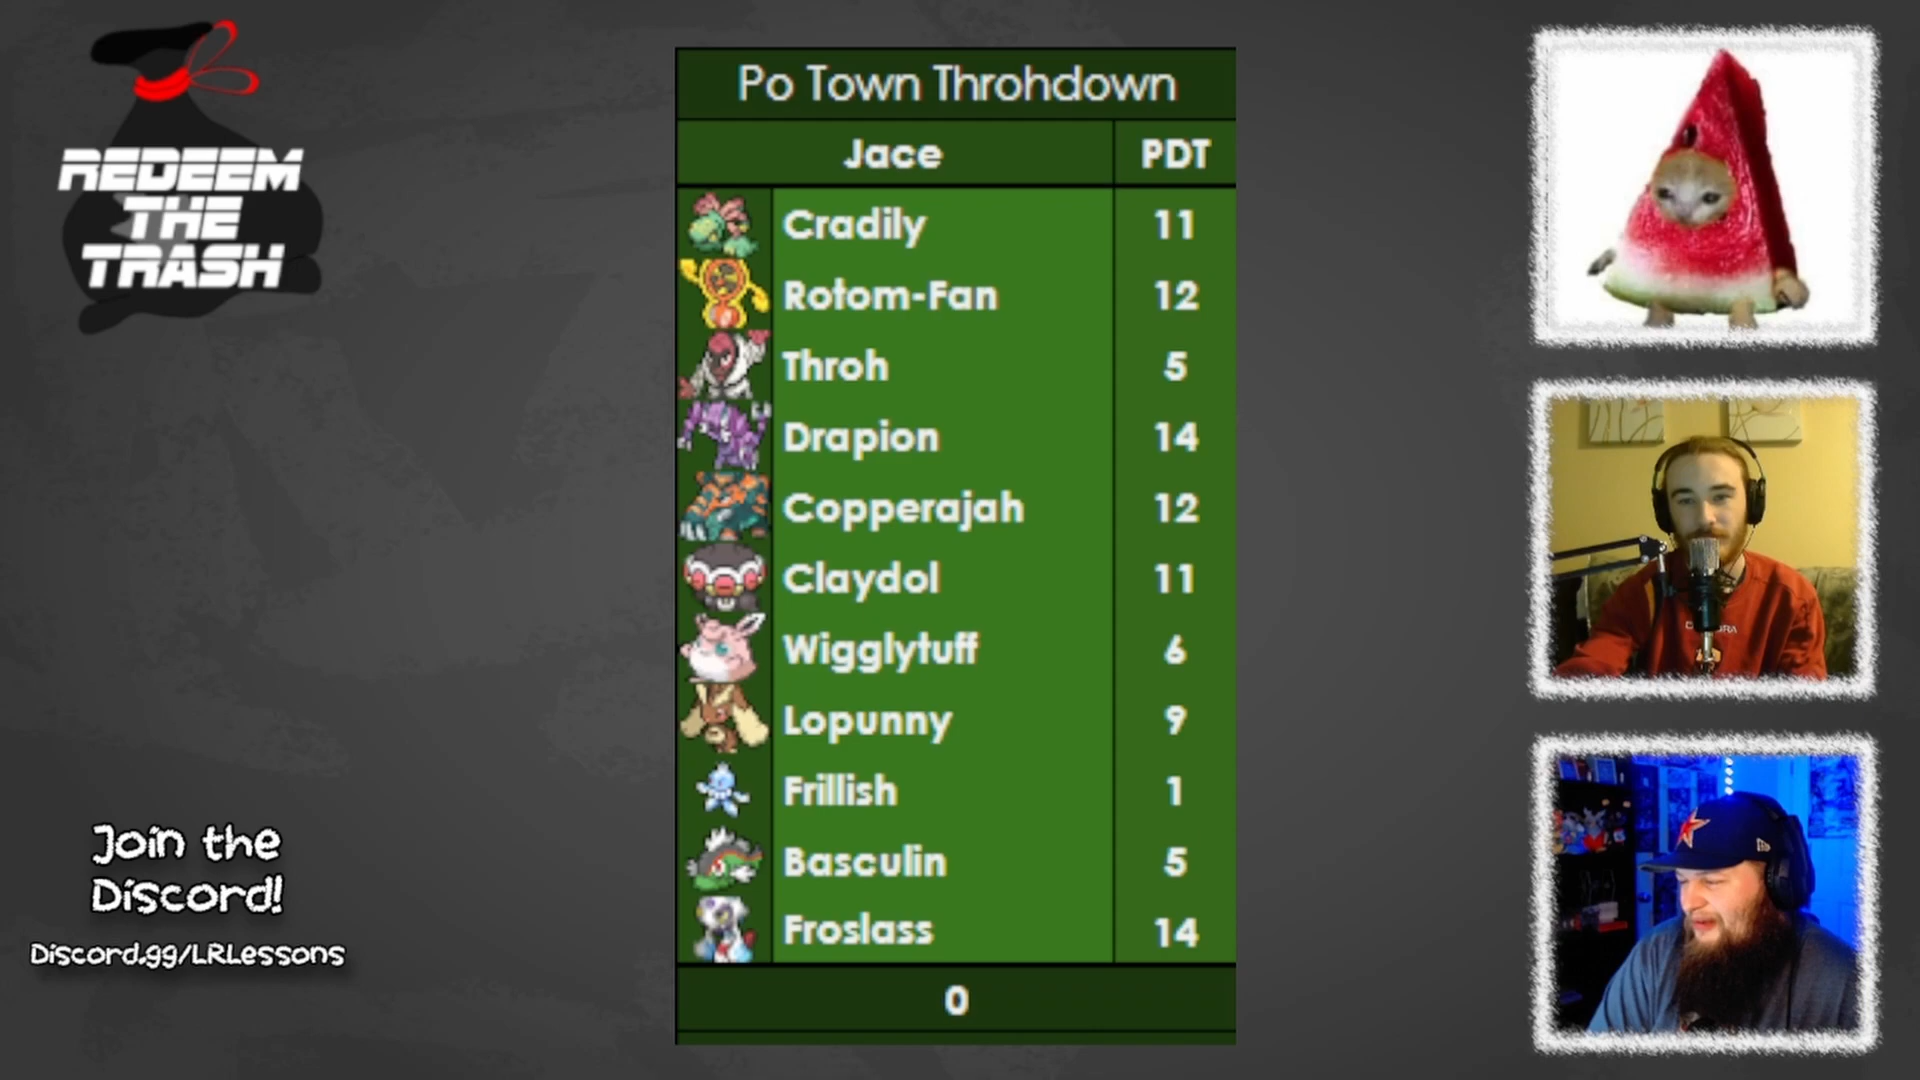 REDEEM
THE
TRASH
Po Town Throhdown
Jace PDT
Cradily 11
Rotom-Fan 12
Throh 5
Drapion 14
Copperajah 12
Claydol 11
Wigglytuff 6
Lopunny 9
Frillish 1
Basculin 5
Froslass 14
0
Join the
Discord!
Discord.gg/LRLessons